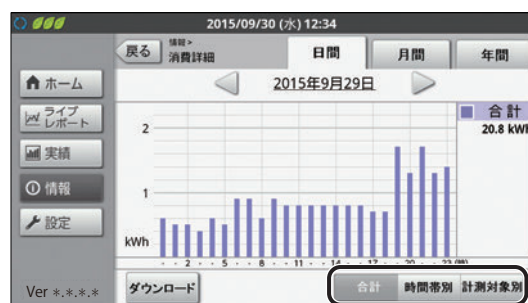 2015/09/30 (水) 12:34
戻る
情報>
消費詳細
日間
月間
年間
ホーム
ライブ
レポート
実績
情報
設定
Ver *.*.*.*
2015年9月29日
合計
20.8 kWh
2
1
kWh
・・2・・5・・8・・11・・14・・17・・20・・23(時)
ダウンロード
合計
時間帯別
計測対象別